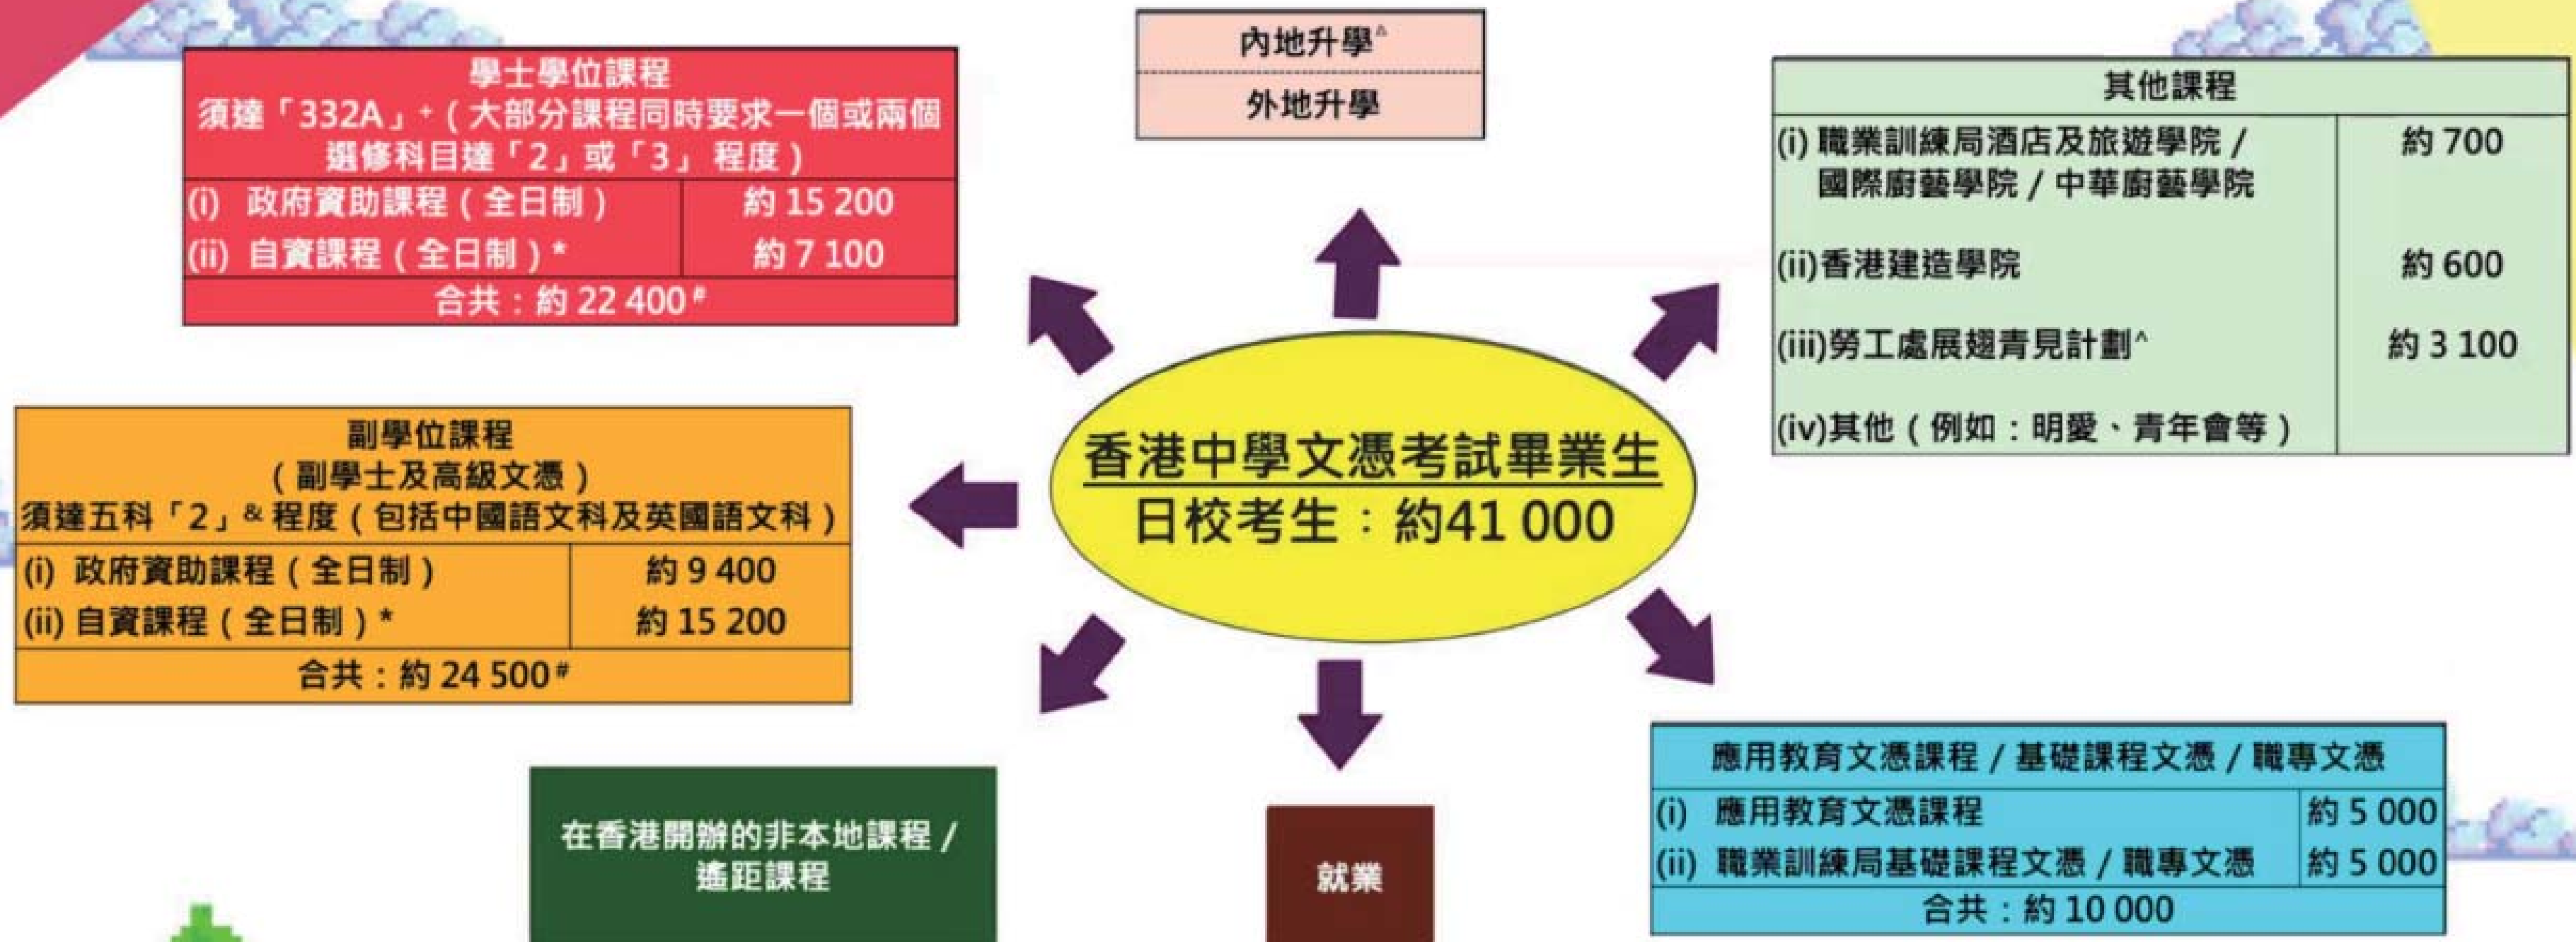 內地升學△
外地升學
學士學位課程
須達「332A」+（大部分課程同時要求一個或兩個
選修科目達「2」或「3」程度）
(i) 政府資助課程（全日制） 約 15 200
(ii) 自資課程（全日制）* 約 7 100
合共：約 22 400#
其他課程
(i) 職業訓練局酒店及旅遊學院 / 約 700
國際廚藝學院 / 中華廚藝學院
(ii)香港建造學院 約 600
(iii)勞工處展翅青見計劃^ 約 3 100
(iv)其他（例如：明愛、青年會等）
副學位課程
（副學士及高級文憑）
須達五科「2」& 程度（包括中國語文科及英國語文科）
(i) 政府資助課程（全日制） 約 9 400
(ii) 自資課程（全日制）* 約 15 200
合共：約 24 500#
香港中學文憑考試畢業生
日校考生：約41 000
在香港開辦的非本地課程 /
遙距課程
就業
應用教育文憑課程 / 基礎課程文憑 / 職專文憑
(i) 應用教育文憑課程 約 5 000
(ii) 職業訓練局基礎課程文憑 / 職專文憑 約 5 000
合共：約 10 000